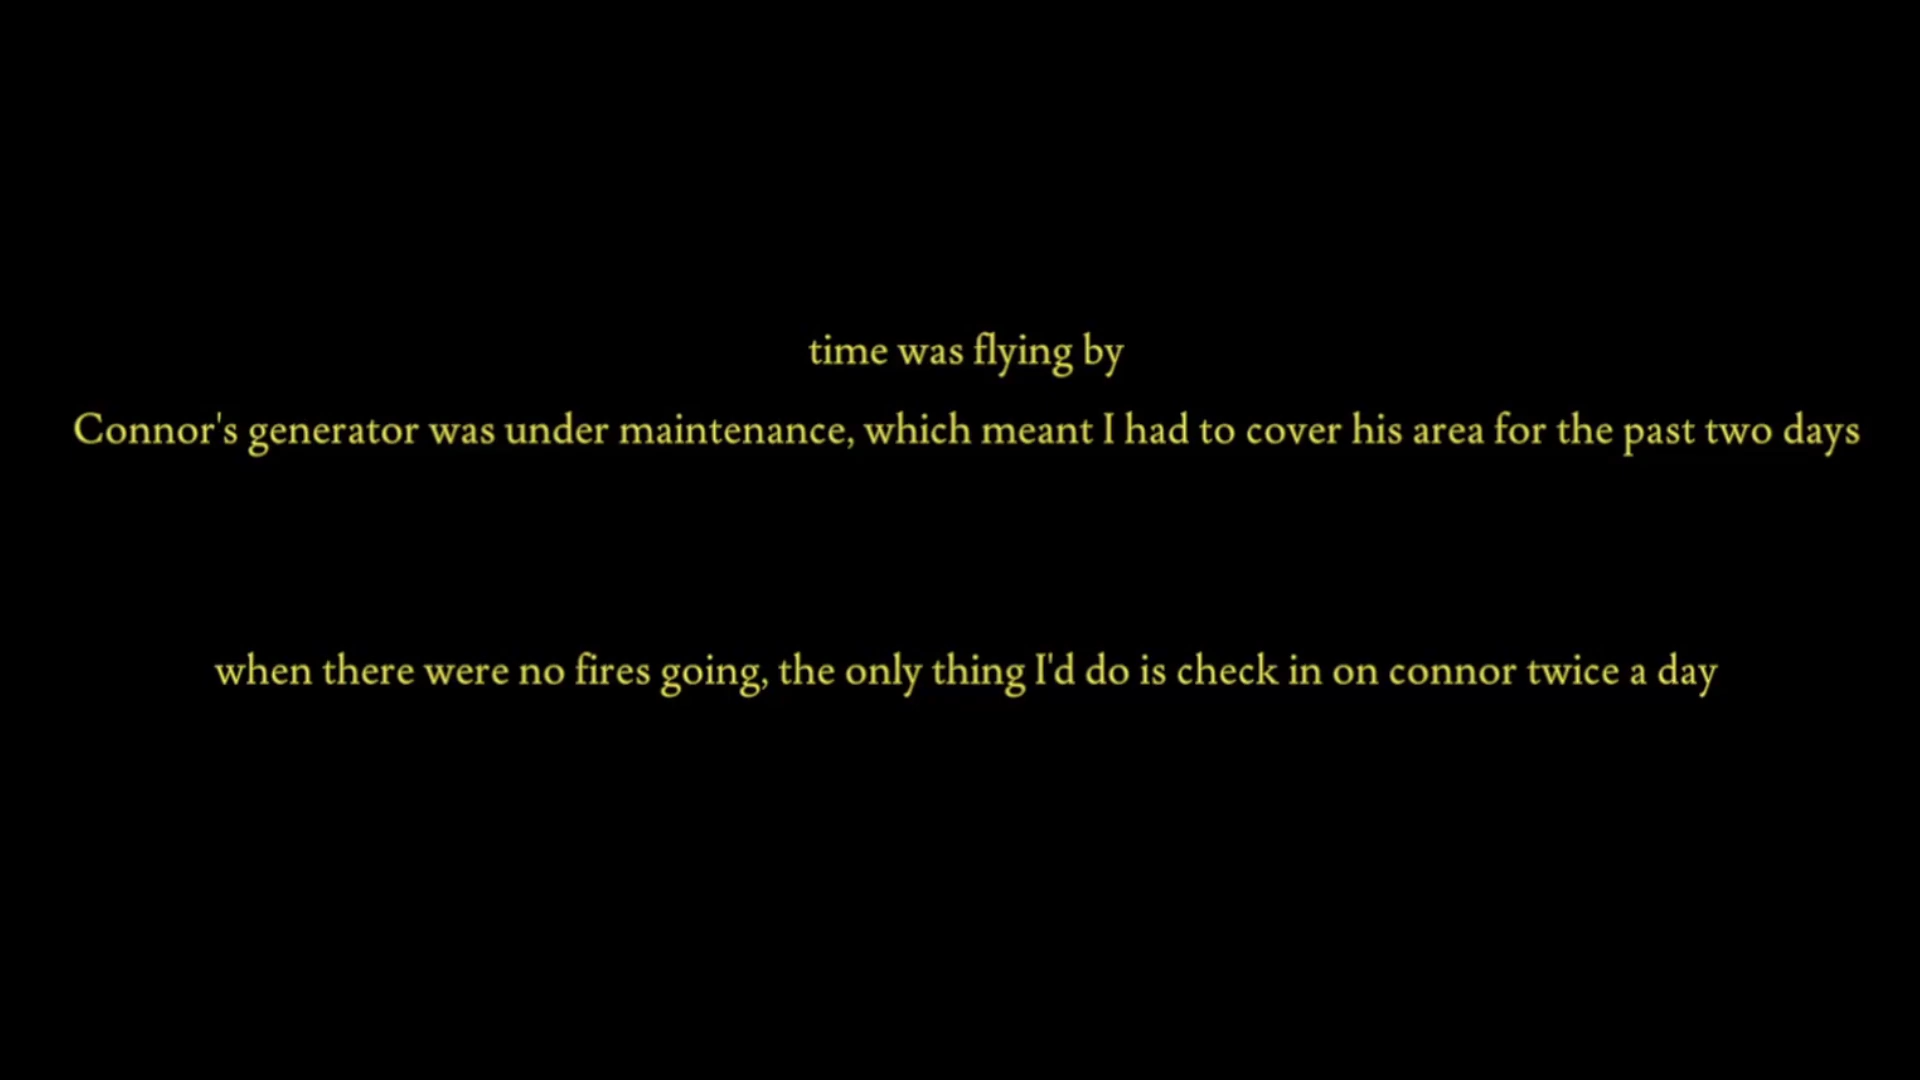 time was flying by
Connor's generator was under maintenance, which meant I had to cover his area for the past two days
when there were no fires going, the only thing I'd do is check in on connor twice a day